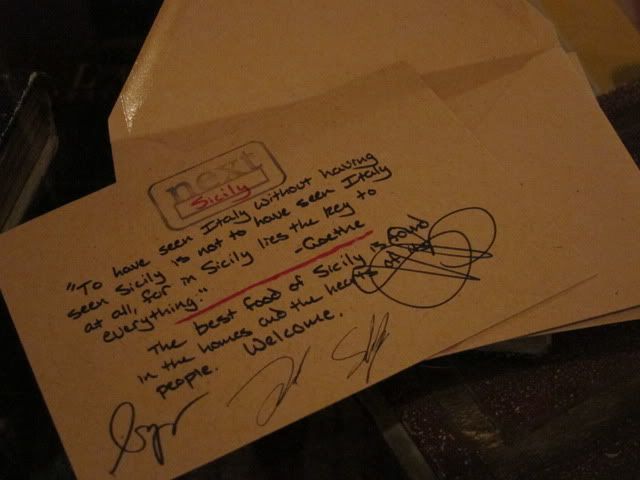 next
Sicily
"To have seen Italy without having
seen Sicily is not to have seen Italy
at all, for in Sicily lies the key to
everything."
-Goethe
The best food of Sicily is found
in the homes and the hearts of its
people. Welcome.